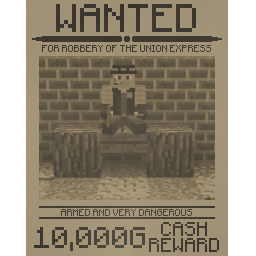 WANTED
FOR ROBBERY OF THE UNION EXPRESS
ARMED AND VERY DANGEROUS
10,000G CASH
REWARD